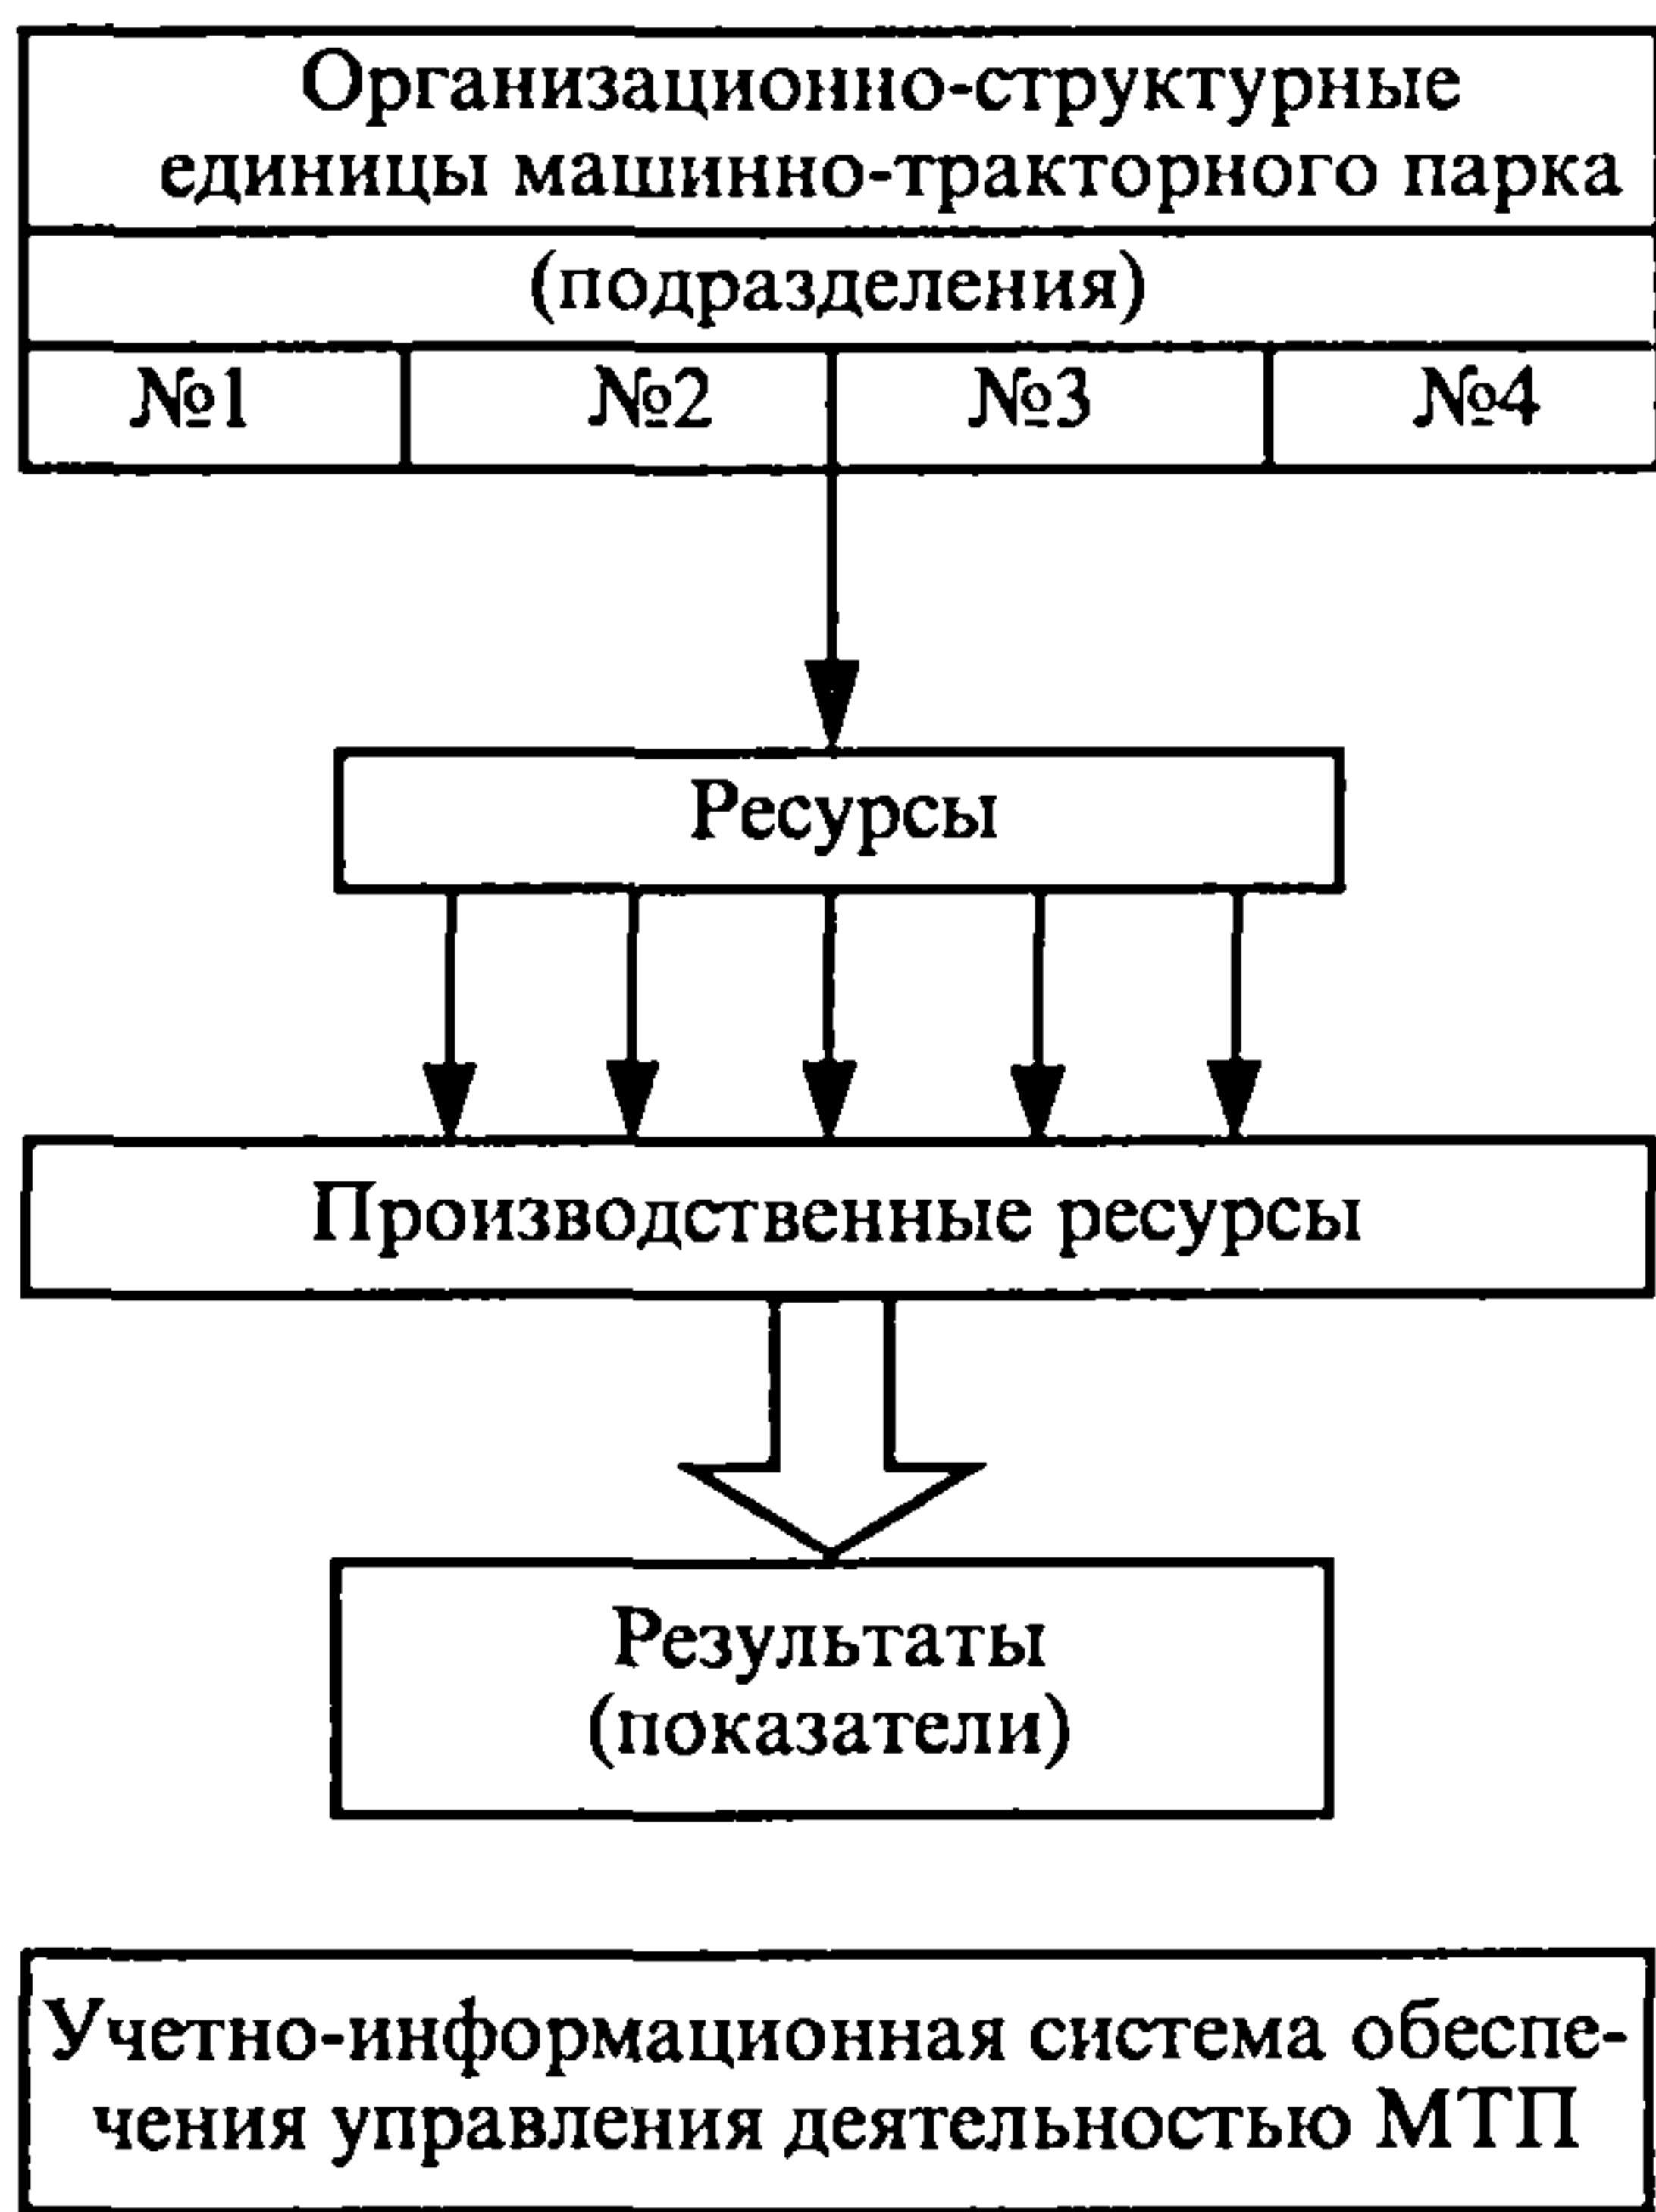 Организационно-структурные
единицы машинно-тракторного парка
(подразделения)
№1 №2 №3 №4
Ресурсы
Производственные ресурсы
Результаты
(показатели)
Учетно-информационная система обеспе-
чения управления деятельностью МТП